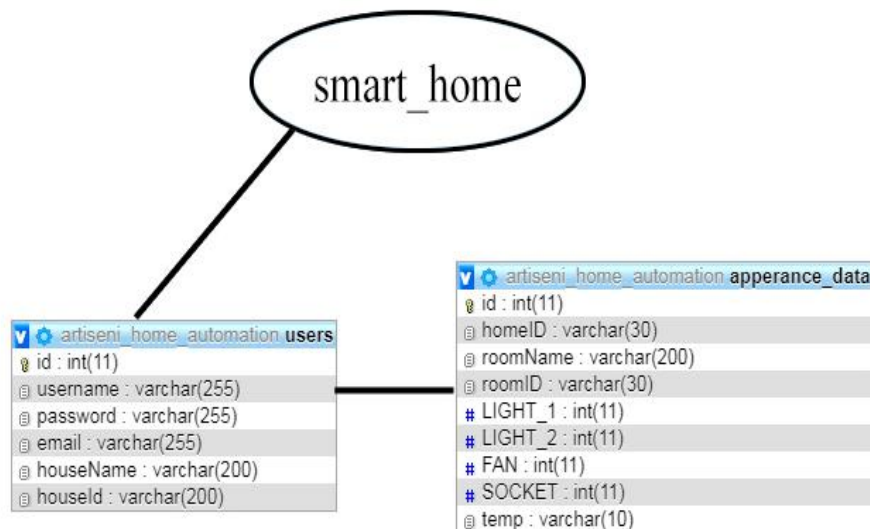 smart_home
artiseni_home_automation users
id : int(11)
username : varchar(255)
password : varchar(255)
email : varchar(255)
houseName : varchar(200)
houseId : varchar(200)
artiseni_home_automation apperance_data
id : int(11)
homeID : varchar(30)
roomName : varchar(200)
roomID : varchar(30)
# LIGHT_1 : int(11)
# LIGHT_2 : int(11)
# FAN : int(11)
# SOCKET : int(11)
temp : varchar(10)